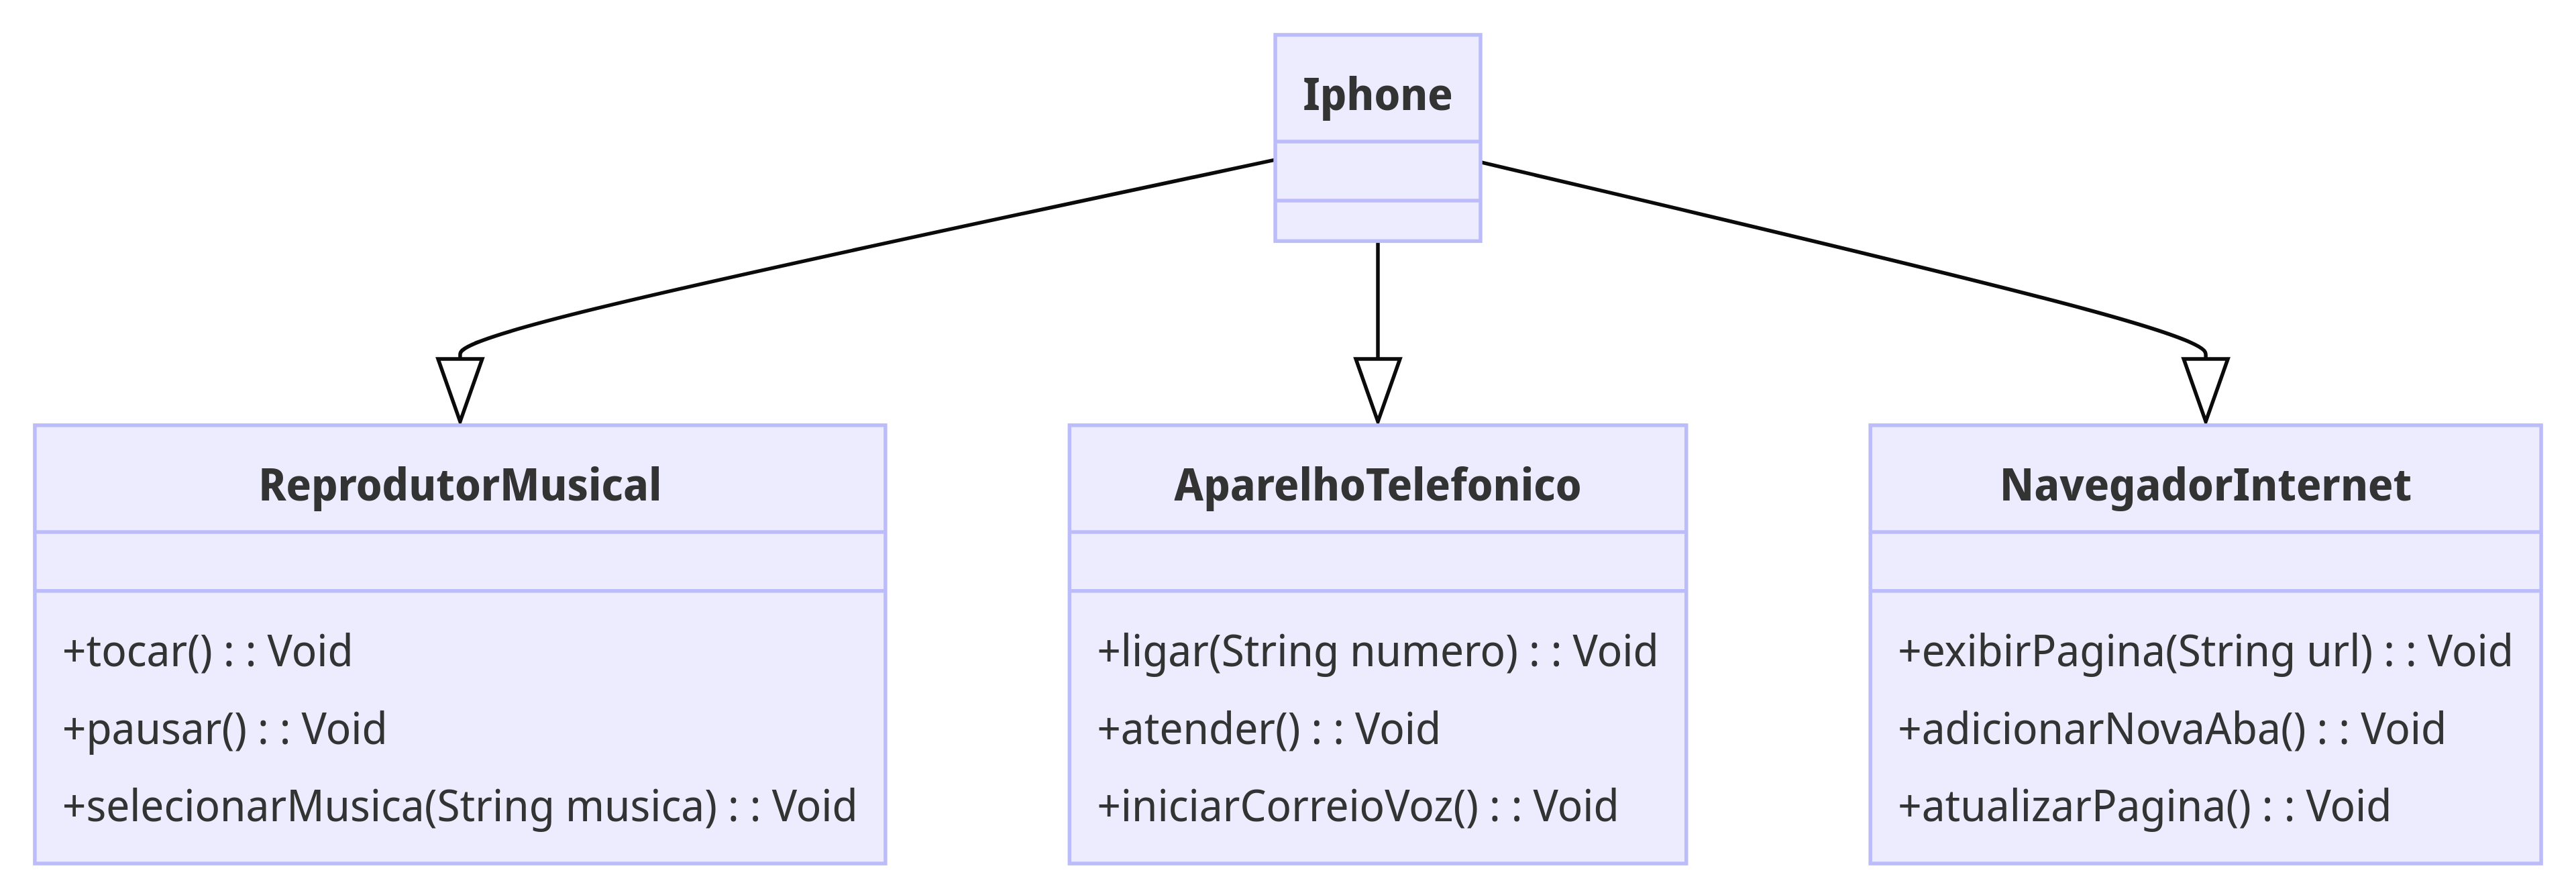 Iphone
ReprodutorMusical
+tocar() : : Void
+pausar() : : Void
+selecionarMusica(String musica) : : Void
AparelhoTelefonico
+ligar(String numero) : : Void
+atender() : : Void
+iniciarCorreioVoz() : : Void
NavegadorInternet
+exibirPagina(String url) : : Void
+adicionarNovaAba() : : Void
+atualizarPagina() : : Void